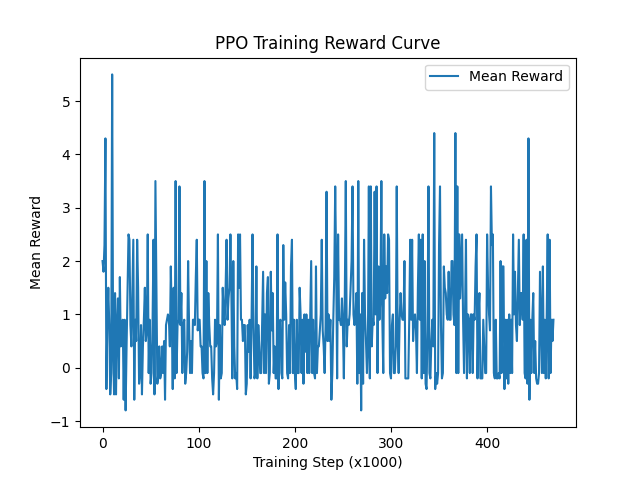 PPO Training Reward Curve
Mean Reward
5
4
3
2
1
0
−1
Mean Reward
0 100 200 300 400
Training Step (x1000)